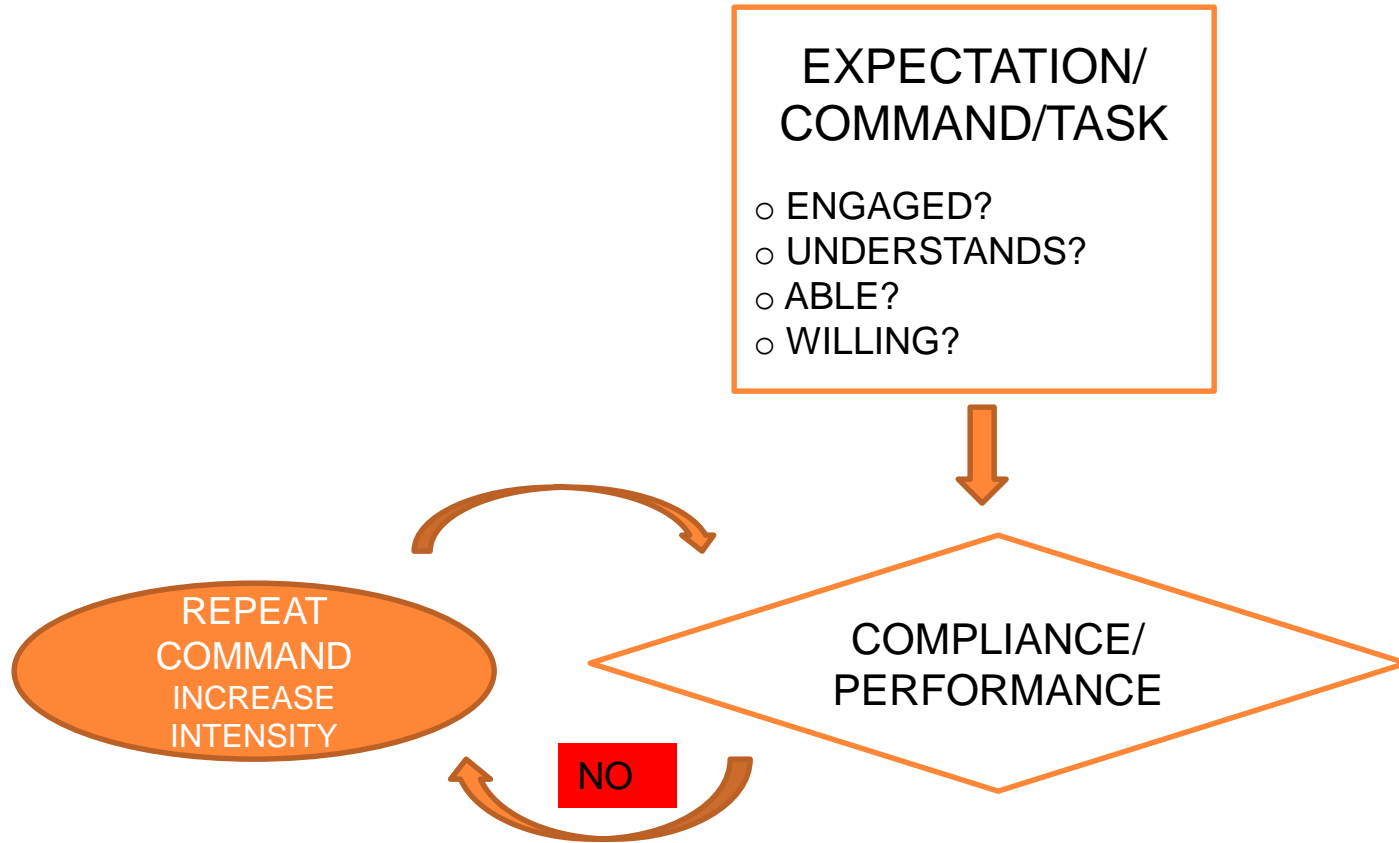 EXPECTATION/
COMMAND/TASK
o ENGAGED?
o UNDERSTANDS?
o ABLE?
o WILLING?
REPEAT
COMMAND
INCREASE
INTENSITY
COMPLIANCE/
PERFORMANCE
NO